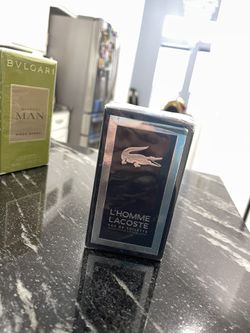 BVLGARI
MAN
L'HOMME
LACOSTE
EAU DE TOILETTE